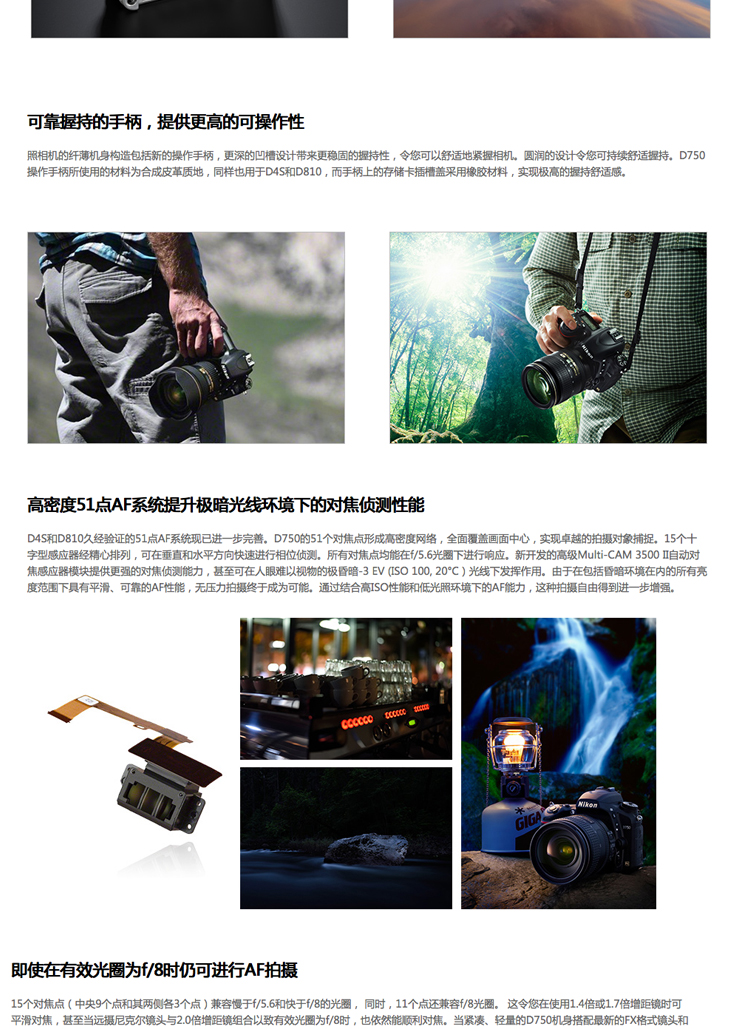 可靠握持的手柄，提供更高的可操作性
照相机的纤薄机身构造包括新的操作手柄，更深的凹槽设计带来更稳固的握持性，令您可以舒适地紧握相机。圆润的设计令您可持续舒适握持。D750
操作手柄所使用的材料为合成皮革质地，同样也用于D4S和D810，而手柄上的存储卡插槽盖采用橡胶材料，实现极高的握持舒适感。
Nikon
高密度51点AF系统提升极暗光线环境下的对焦侦测性能
D4S和D810久经验证的51点AF系统现已进一步完善。D750的51个对焦点形成高密度网络，全面覆盖画面中心，实现卓越的拍摄对象捕捉。15个十
字型感应器经精心排列，可在垂直和水平方向快速进行相位侦测。所有对焦点均能在f/5.6光圈下进行响应。新开发的高级Multi-CAM 3500 II自动对
焦感应器模块提供更强的对焦侦测能力，甚至可在人眼难以视物的极昏暗-3 EV (ISO 100, 20°C ) 光线下发挥作用。由于在包括昏暗环境在内的所有亮
度范围下具有平滑、可靠的AF性能，无压力拍摄终于成为可能。通过结合高ISO性能和低光照环境下的AF能力，这种拍摄自由得到进一步增强。
GIGA
Nikon
即使在有效光圈为f/8时仍可进行AF拍摄
15个对焦点（中央9个点和其两侧各3个点）兼容慢于f/5.6和快于f/8的光圈， 同时，11个点还兼容f/8光圈。 这令您在使用1.4倍或1.7倍增距镜时可
平滑对焦，甚至当远摄尼克尔镜头与2.0倍增距镜组合以致有效光圈为f/8时，也依然能顺利对焦。当紧凑、轻量的D750机身搭配最新的FX格式镜头和